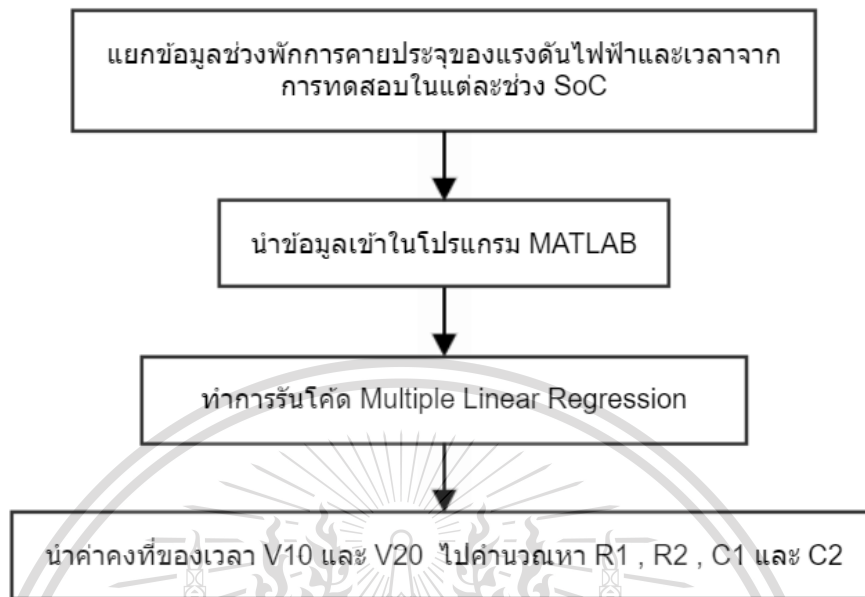 แยกข้อมูลช่วงพักการคายประจุของแรงดันไฟฟ้าและเวลาจาก
การทดสอบในแต่ละช่วง SoC
นำข้อมูลเข้าในโปรแกรม MATLAB
ทำการรันโค้ด Multiple Linear Regression
นำค่าคงที่ของเวลา V10 และ V20 ไปคำนวณหา R1 , R2 , C1 และ C2